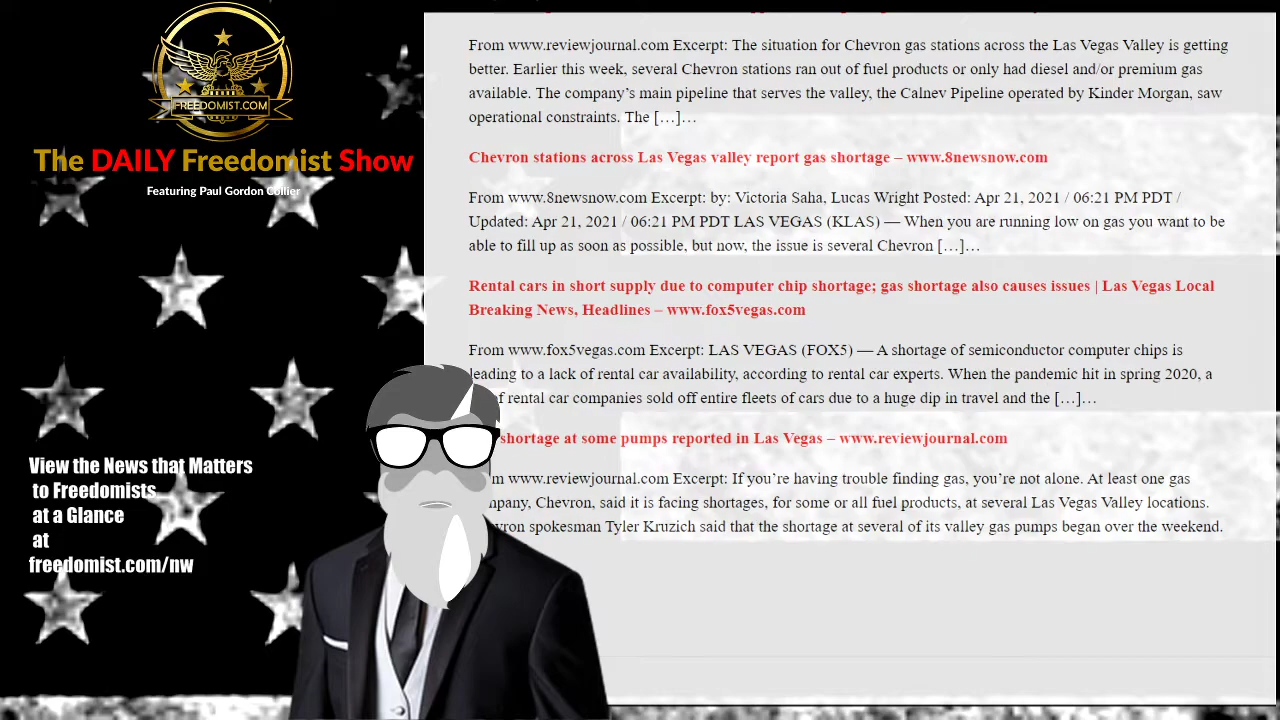 FREEDOMIST.COM
The DAILY Freedomist Show
Featuring Paul Gordon Collier
View the News that Matters
to Freedomists
at a Glance
at
freedomist.com/nw
From www.reviewjournal.com Excerpt: The situation for Chevron gas stations across the Las Vegas Valley is getting
better. Earlier this week, several Chevron stations ran out of fuel products or only had diesel and/or premium gas
available. The company’s main pipeline that serves the valley, the Calnev Pipeline operated by Kinder Morgan, saw
operational constraints. The […]…
Chevron stations across Las Vegas valley report gas shortage – www.8newsnow.com
From www.8newsnow.com Excerpt: by: Victoria Saha, Lucas Wright Posted: Apr 21, 2021 / 06:21 PM PDT /
Updated: Apr 21, 2021 / 06:21 PM PDT LAS VEGAS (KLAS) — When you are running low on gas you want to be
able to fill up as soon as possible, but now, the issue is several Chevron […]…
Rental cars in short supply due to computer chip shortage; gas shortage also causes issues | Las Vegas Local
Breaking News, Headlines – www.fox5vegas.com
From www.fox5vegas.com Excerpt: LAS VEGAS (FOX5) — A shortage of semiconductor computer chips is
leading to a lack of rental car availability, according to rental car experts. When the pandemic hit in spring 2020, a
of rental car companies sold off entire fleets of cars due to a huge dip in travel and the […]…
shortage at some pumps reported in Las Vegas – www.reviewjournal.com
www.reviewjournal.com Excerpt: If you’re having trouble finding gas, you’re not alone. At least one gas
Chevron, said it is facing shortages, for some or all fuel products, at several Las Vegas Valley locations.
spokesman Tyler Kruzich said that the shortage at several of its valley gas pumps began over the weekend.